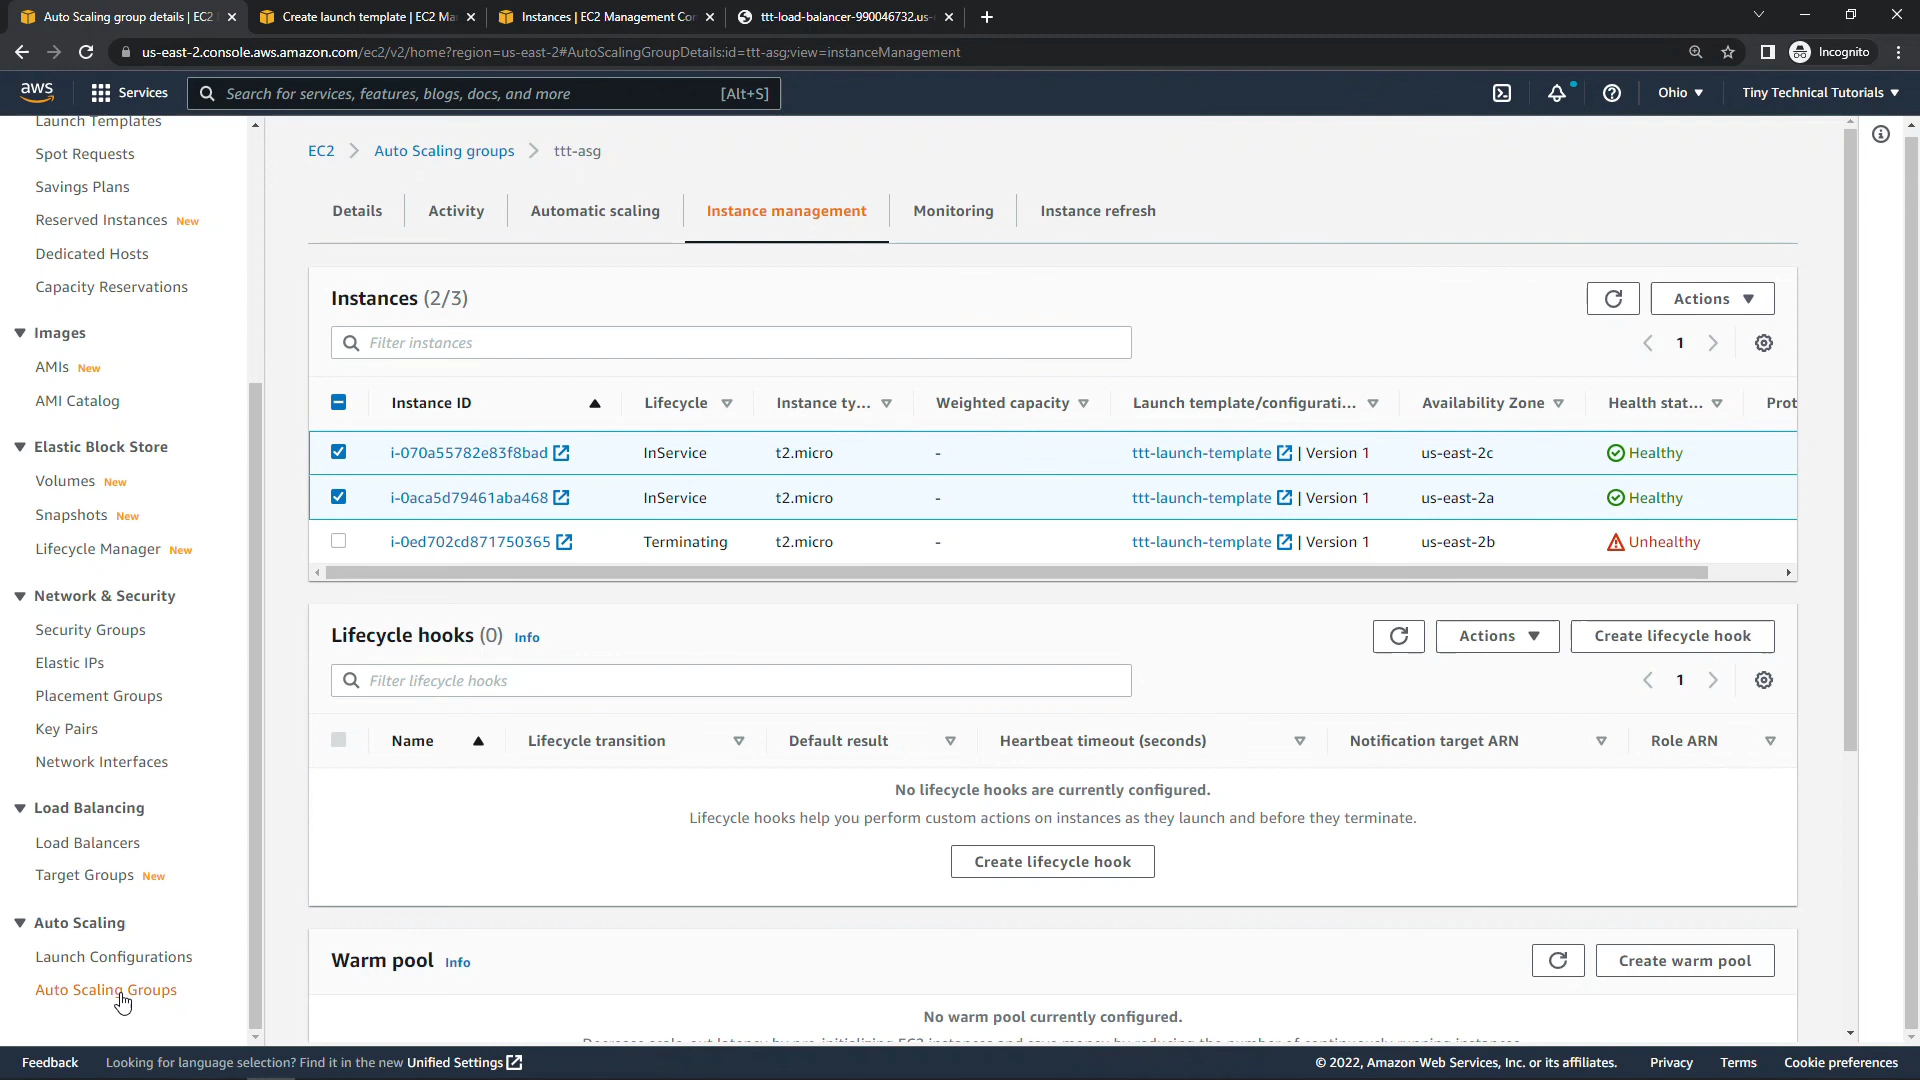 Auto Scaling group details | EC2
Create launch template | EC2 Ma
Instances | EC2 Management Con
ttt-load-balancer-990046732.us-
us-east-2.console.aws.amazon.com/ec2/v2/home?region=us-east-2#AutoScalingGroupDetails:id=ttt-asg;view=instanceManagement
Incognito
aws
Services
Search for services, features, blogs, docs, and more
[Alt+S]
Ohio
Tiny Technical Tutorials
Launch Templates
Spot Requests
Savings Plans
Reserved Instances New
Dedicated Hosts
Capacity Reservations
Images
AMIs New
AMI Catalog
Elastic Block Store
Volumes New
Snapshots New
Lifecycle Manager New
Network & Security
Security Groups
Elastic IPs
Placement Groups
Key Pairs
Network Interfaces
Load Balancing
Load Balancers
Target Groups New
Auto Scaling
Launch Configurations
Auto Scaling Groups
EC2 > Auto Scaling groups > ttt-asg
Details
Activity
Automatic scaling
Instance management
Monitoring
Instance refresh
Instances (2/3)
Actions
Filter instances
1
Instance ID
Lifecycle
Instance ty...
Weighted capacity
Launch template/configurati...
Availability Zone
Health stat...
Prot
i-070a55782e83f8bad InService t2.micro - ttt-launch-template | Version 1 us-east-2c Healthy
i-0aca5d79461aba468 InService t2.micro - ttt-launch-template | Version 1 us-east-2a Healthy
i-0ed702cd871750365 Terminating t2.micro - ttt-launch-template | Version 1 us-east-2b Unhealthy
Lifecycle hooks (0) Info
Actions
Create lifecycle hook
Filter lifecycle hooks
1
Name
Lifecycle transition
Default result
Heartbeat timeout (seconds)
Notification target ARN
Role ARN
No lifecycle hooks are currently configured.
Lifecycle hooks help you perform custom actions on instances as they launch and before they terminate.
Create lifecycle hook
Warm pool Info
Create warm pool
No warm pool currently configured.
Feedback
Looking for language selection? Find it in the new Unified Settings
© 2022, Amazon Web Services, Inc. or its affiliates.
Privacy
Terms
Cookie preferences